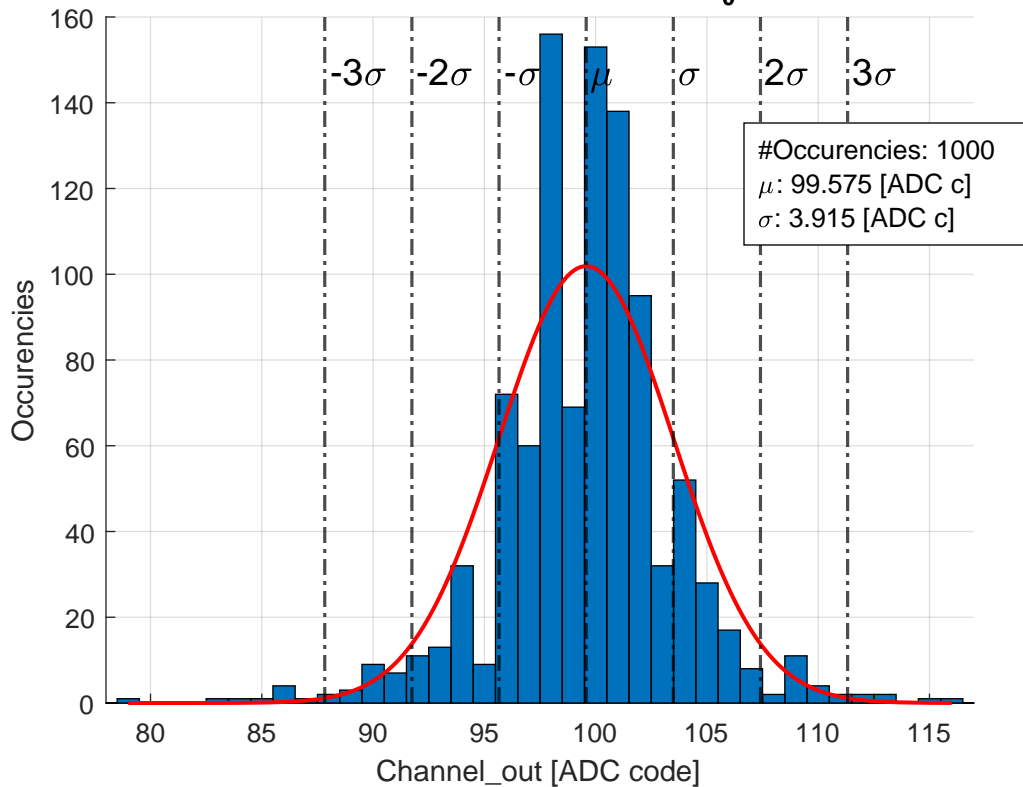 160
140
120
100
80
60
40
20
0
Occurencies
-3σ -2σ -σ μ σ 2σ 3σ
#Occurencies: 1000
μ: 99.575 [ADC c]
σ: 3.915 [ADC c]
80 85 90 95 100 105 110 115
Channel_out [ADC code]